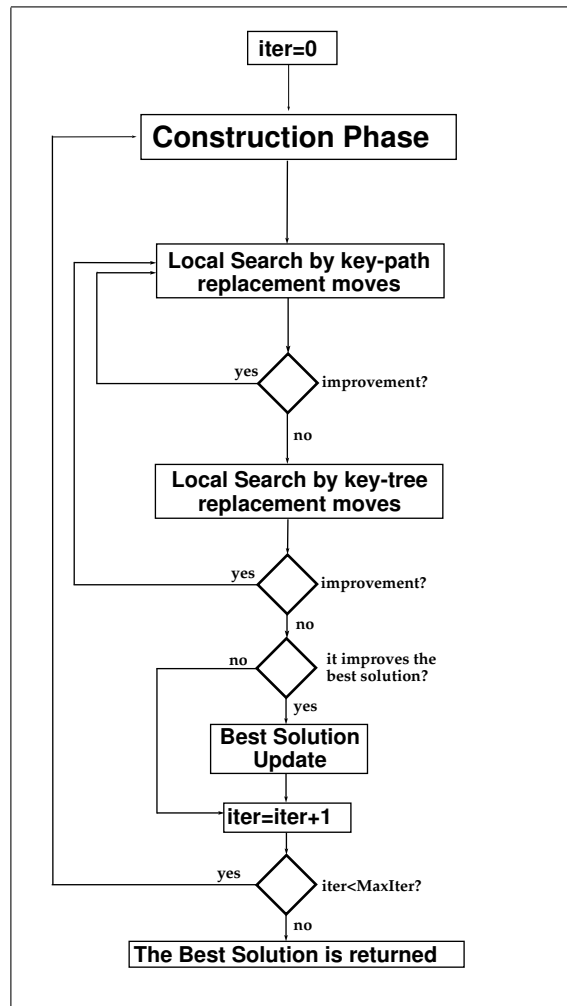 iter=0
Construction Phase
Local Search by key-path
replacement moves
yes
improvement?
no
Local Search by key-tree
replacement moves
yes
improvement?
no
no
it improves the
best solution?
yes
Best Solution
Update
iter=iter+1
yes
iter<MaxIter?
no
The Best Solution is returned